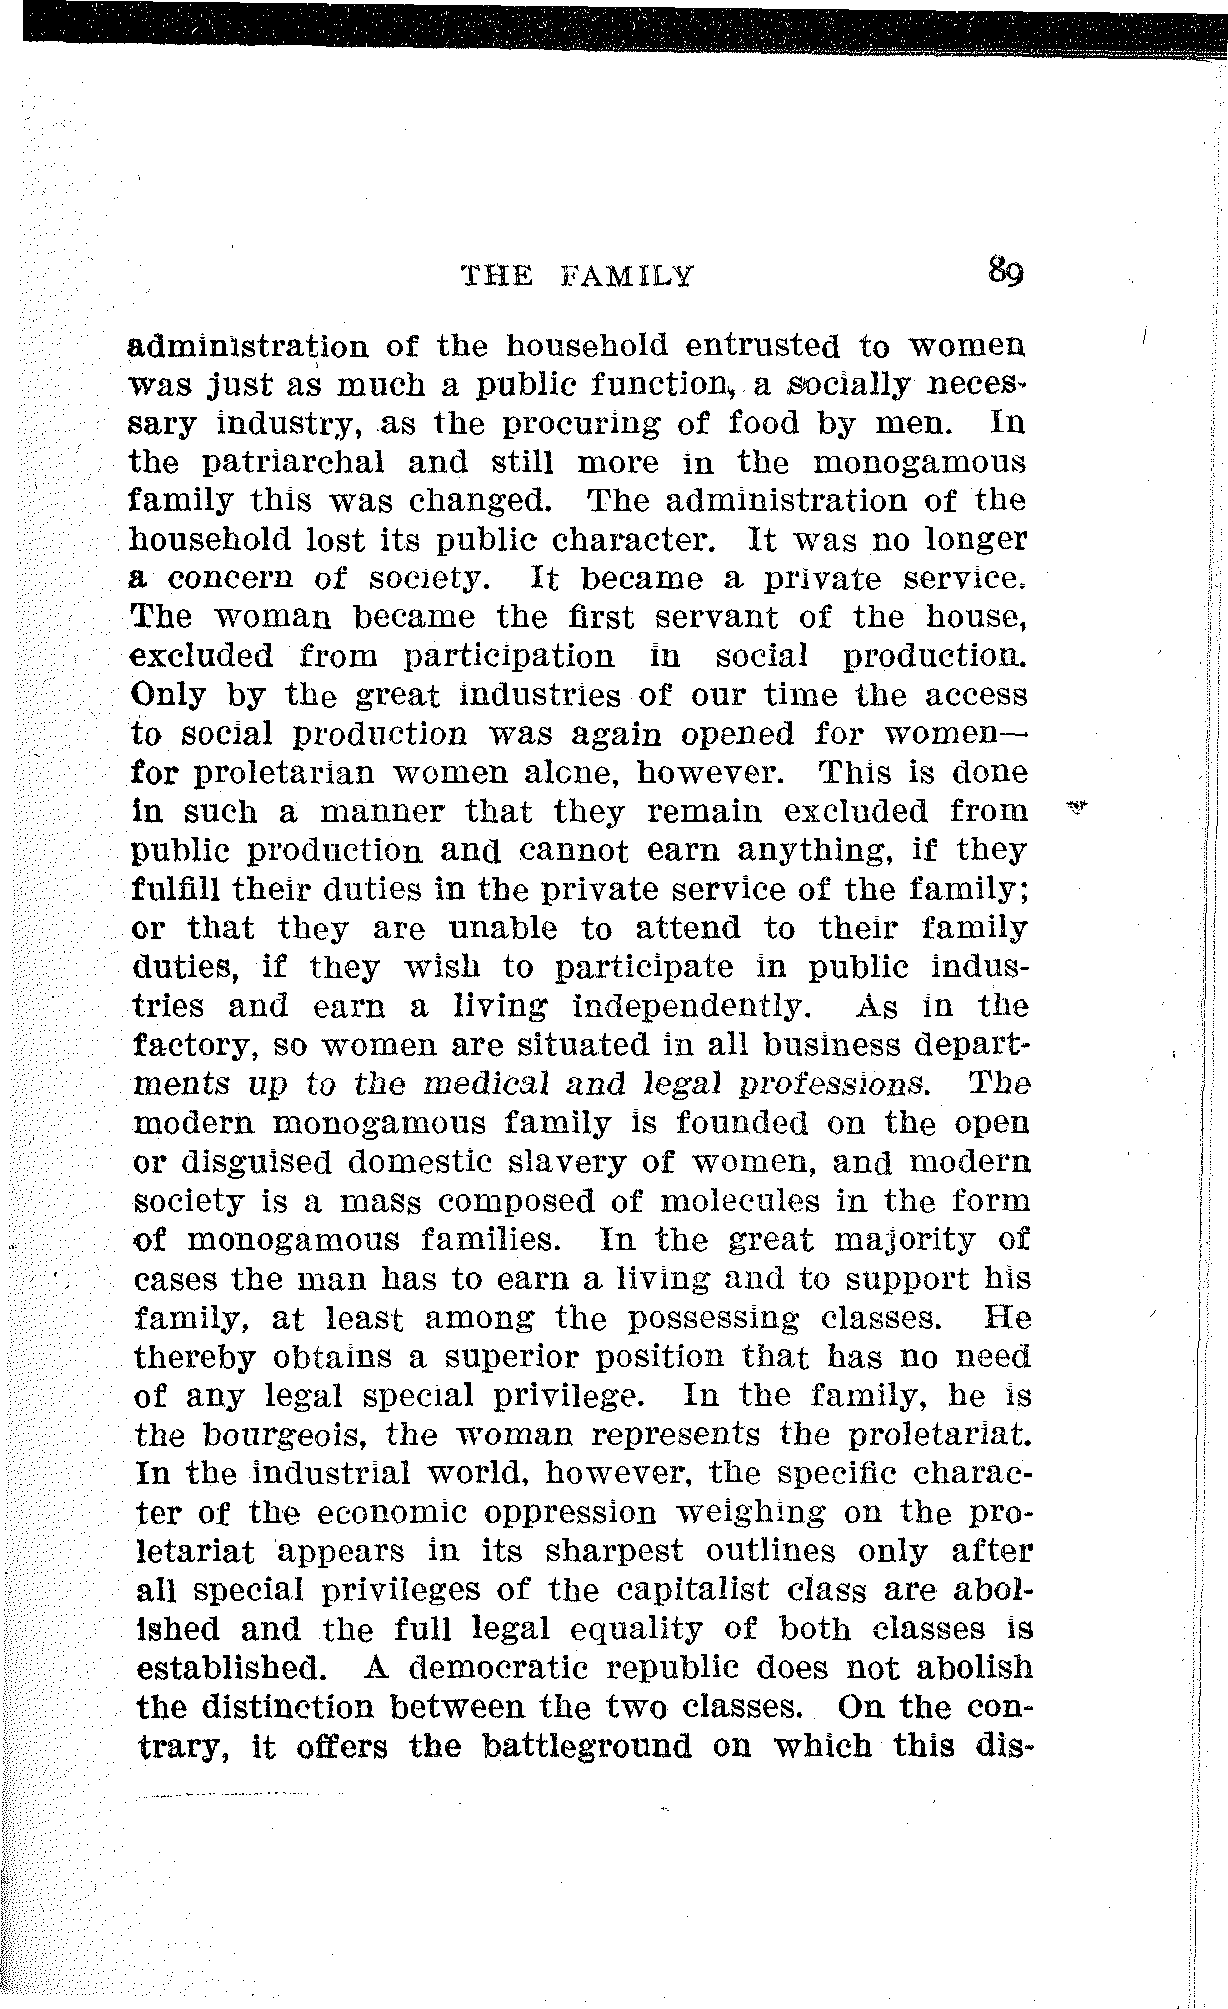 THE FAMILY 89
administration of the household entrusted to women
was just as much a public function, a socially neces-
sary industry, as the procuring of food by men. In
the patriarchal and still more in the monogamous
family this was changed. The administration of the
household lost its public character. It was no longer
a concern of society. It became a private service.
The woman became the first servant of the house,
excluded from participation in social production.
Only by the great industries of our time the access
to social production was again opened for women—
for proletarian women alone, however. This is done
in such a manner that they remain excluded from
public production and cannot earn anything, if they
fulfill their duties in the private service of the family;
or that they are unable to attend to their family
duties, if they wish to participate in public indus-
tries and earn a living independently. As in the
factory, so women are situated in all business depart-
ments up to the medical and legal professions. The
modern monogamous family is founded on the open
or disguised domestic slavery of women, and modern
society is a mass composed of molecules in the form
of monogamous families. In the great majority of
cases the man has to earn a living and to support his
family, at least among the possessing classes. He
thereby obtains a superior position that has no need
of any legal special privilege. In the family, he is
the bourgeois, the woman represents the proletariat.
In the industrial world, however, the specific charac-
ter of the economic oppression weighing on the pro-
letariat appears in its sharpest outlines only after
all special privileges of the capitalist class are abol-
ished and the full legal equality of both classes is
established. A democratic republic does not abolish
the distinction between the two classes. On the con-
trary, it offers the battleground on which this dis-